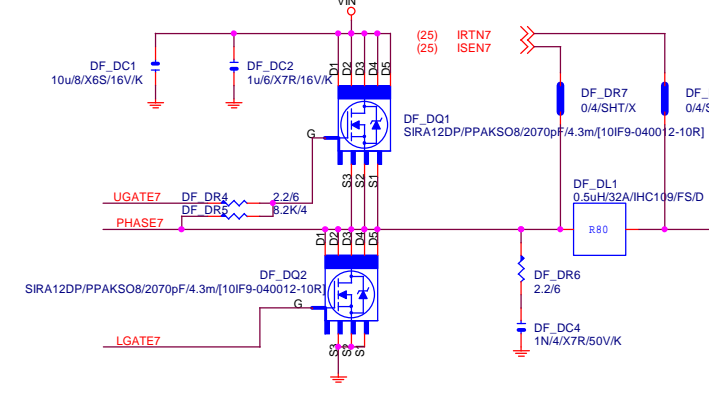 VIN
(25) IRTN7
(25) ISEN7
DF_DC1
10u/8/X6S/16V/K
DF_DC2
1u/6/X7R/16V/K
D1
D2
D3
D4
D5
DF_DR7
0/4/SHT/X
DF_
0/4/S
DF_DQ1
SIRA12DP/PPAKSO8/2070pF/4.3m/[10IF9-040012-10R]
G
S3
S2
S1
UGATE7
DF_DR4
2.2/6
DF_DR5
8.2K/4
PHASE7
DF_DL1
0.5uH/32A/IHC109/FS/D
R80
D1
D2
D3
D4
D5
DF_DQ2
SIRA12DP/PPAKSO8/2070pF/4.3m/[10IF9-040012-10R]
G
DF_DR6
2.2/6
LGATE7
S3
S2
S1
DF_DC4
1N/4/X7R/50V/K